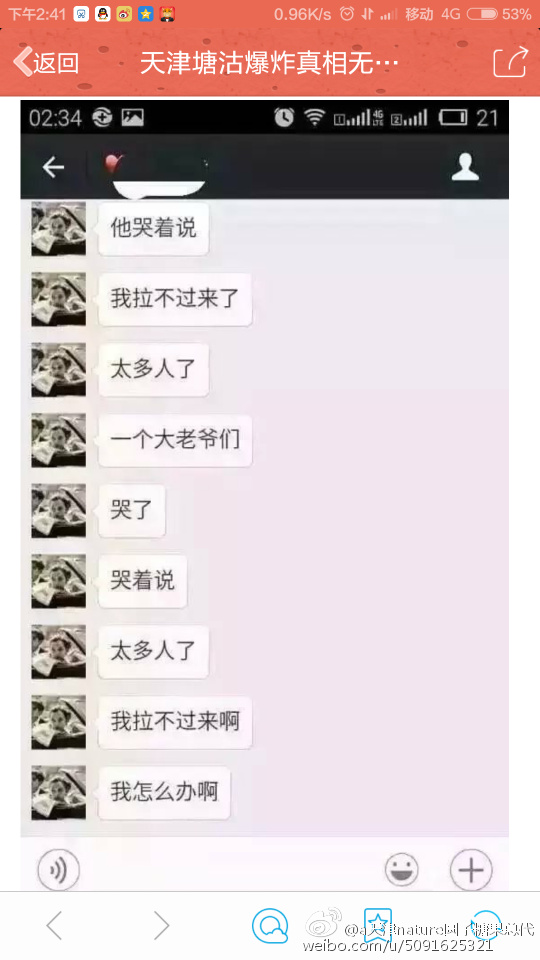 下午2:41
0.96K/s
移动
4G
53%
返回
天津塘沽爆炸真相无…
02:34
1
4G
LTE
2
21
他哭着说
我拉不过来了
太多人了
一个大老爷们
哭了
哭着说
太多人了
我拉不过来啊
我怎么办啊
weibo.com/u/5091625321